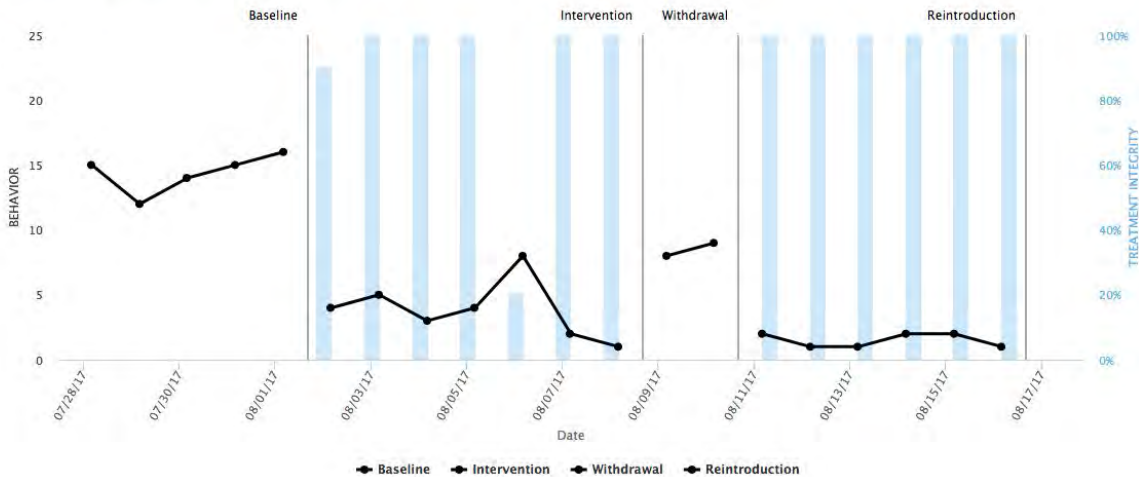 Baseline Intervention Withdrawal Reintroduction
25 100%
20 80%
15 60%
10 40%
5 20%
0 0%
BEHAVIOR
TREATMENT INTEGRITY
07/28/17 07/30/17 08/01/17 08/03/17 08/05/17 08/07/17 08/09/17 08/11/17 08/13/17 08/15/17 08/17/17
Date
Baseline Intervention Withdrawal Reintroduction